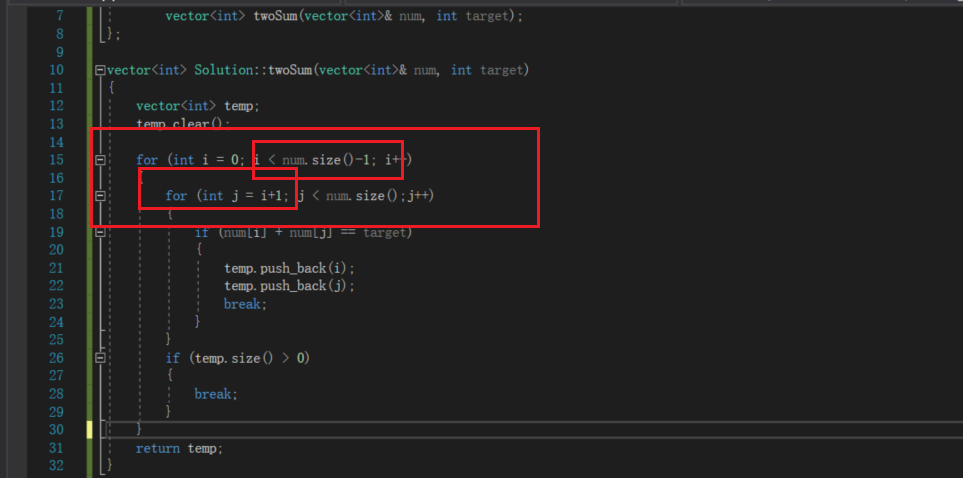 7 vector<int> twoSum(vector<int>& num, int target);
8 };
9
10 vector<int> Solution::twoSum(vector<int>& num, int target)
11 {
12 vector<int> temp;
13 temp.clear();
14
15 for (int i = 0; i < num.size()-1; i++)
16 {
17 for (int j = i+1; j < num.size();j++)
18 {
19 if (num[i] + num[j] == target)
20 {
21 temp.push_back(i);
22 temp.push_back(j);
23 break;
24 }
25 }
26 if (temp.size() > 0)
27 {
28 break;
29 }
30 }
31 return temp;
32 }